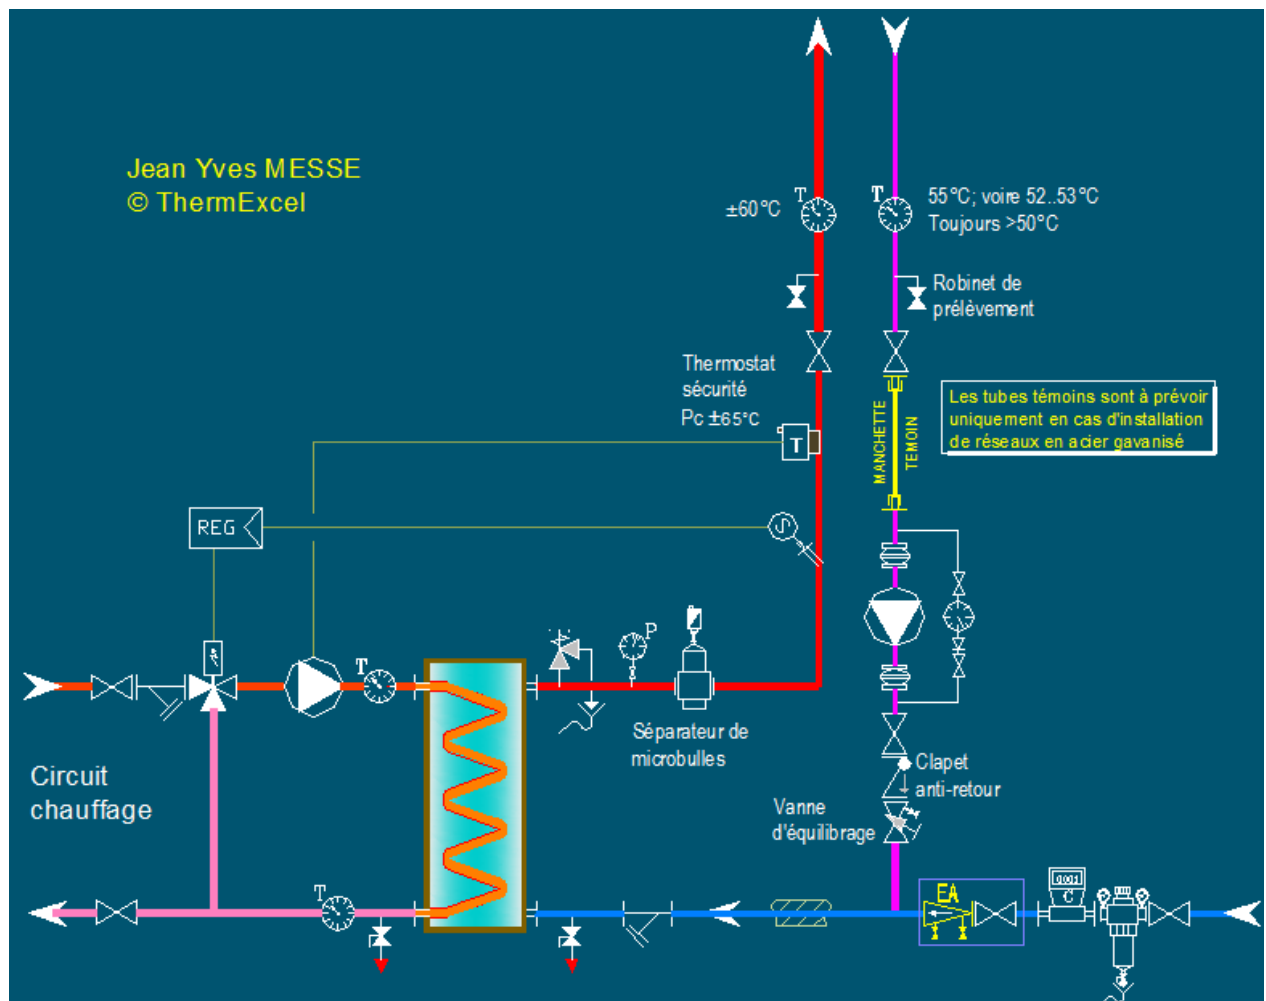 Jean Yves MESSE
© ThermExcel
T
±60°C
T
55°C; voire 52..53°C
Toujours >50°C
Robinet de
prélèvement
Thermostat
sécurité
Pc ±65°C
T
MANCHETTE
TEMOIN
Les tubes témoins sont à prévoir
uniquement en cas d'installation
de réseaux en acier gavanisé
REG
T
P
Séparateur de
microbulles
Circuit
chauffage
Clapet
anti-retour
Vanne
d'équilibrage
T
EA
0001
C